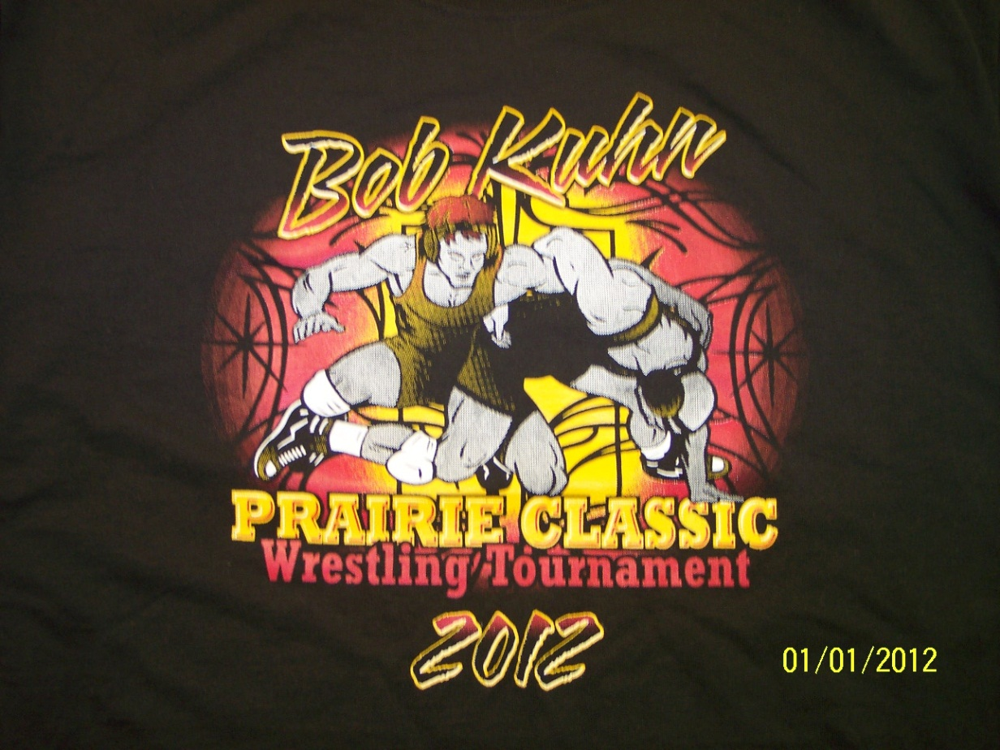 Bob Kuhn
PRAIRIE CLASSIC
Wrestling Tournament
2012
01/01/2012